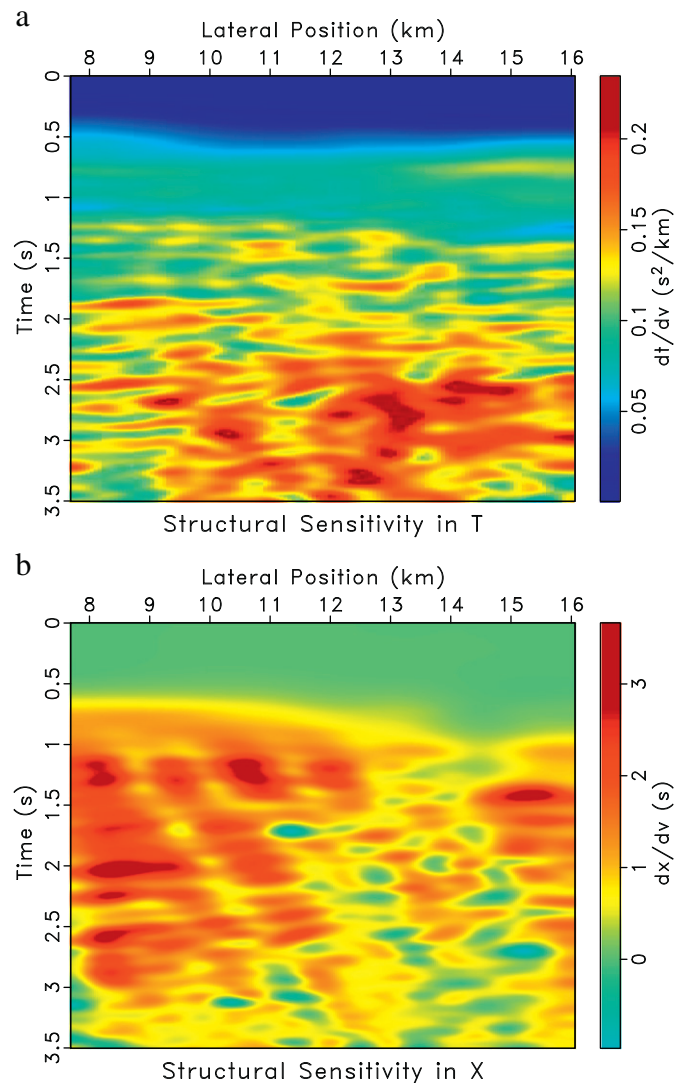 a
Lateral Position (km)
8 9 10 11 12 13 14 15 16
0
0.5
1
1.5
2
2.5
3
3.5
Time (s)
0.2
0.15
0.1
0.05
dt/dv (s²/km)
Structural Sensitivity in T
b
Lateral Position (km)
8 9 10 11 12 13 14 15 16
0
0.5
1
1.5
2
2.5
3
3.5
Time (s)
3
2
1
0
dx/dv (s)
Structural Sensitivity in X